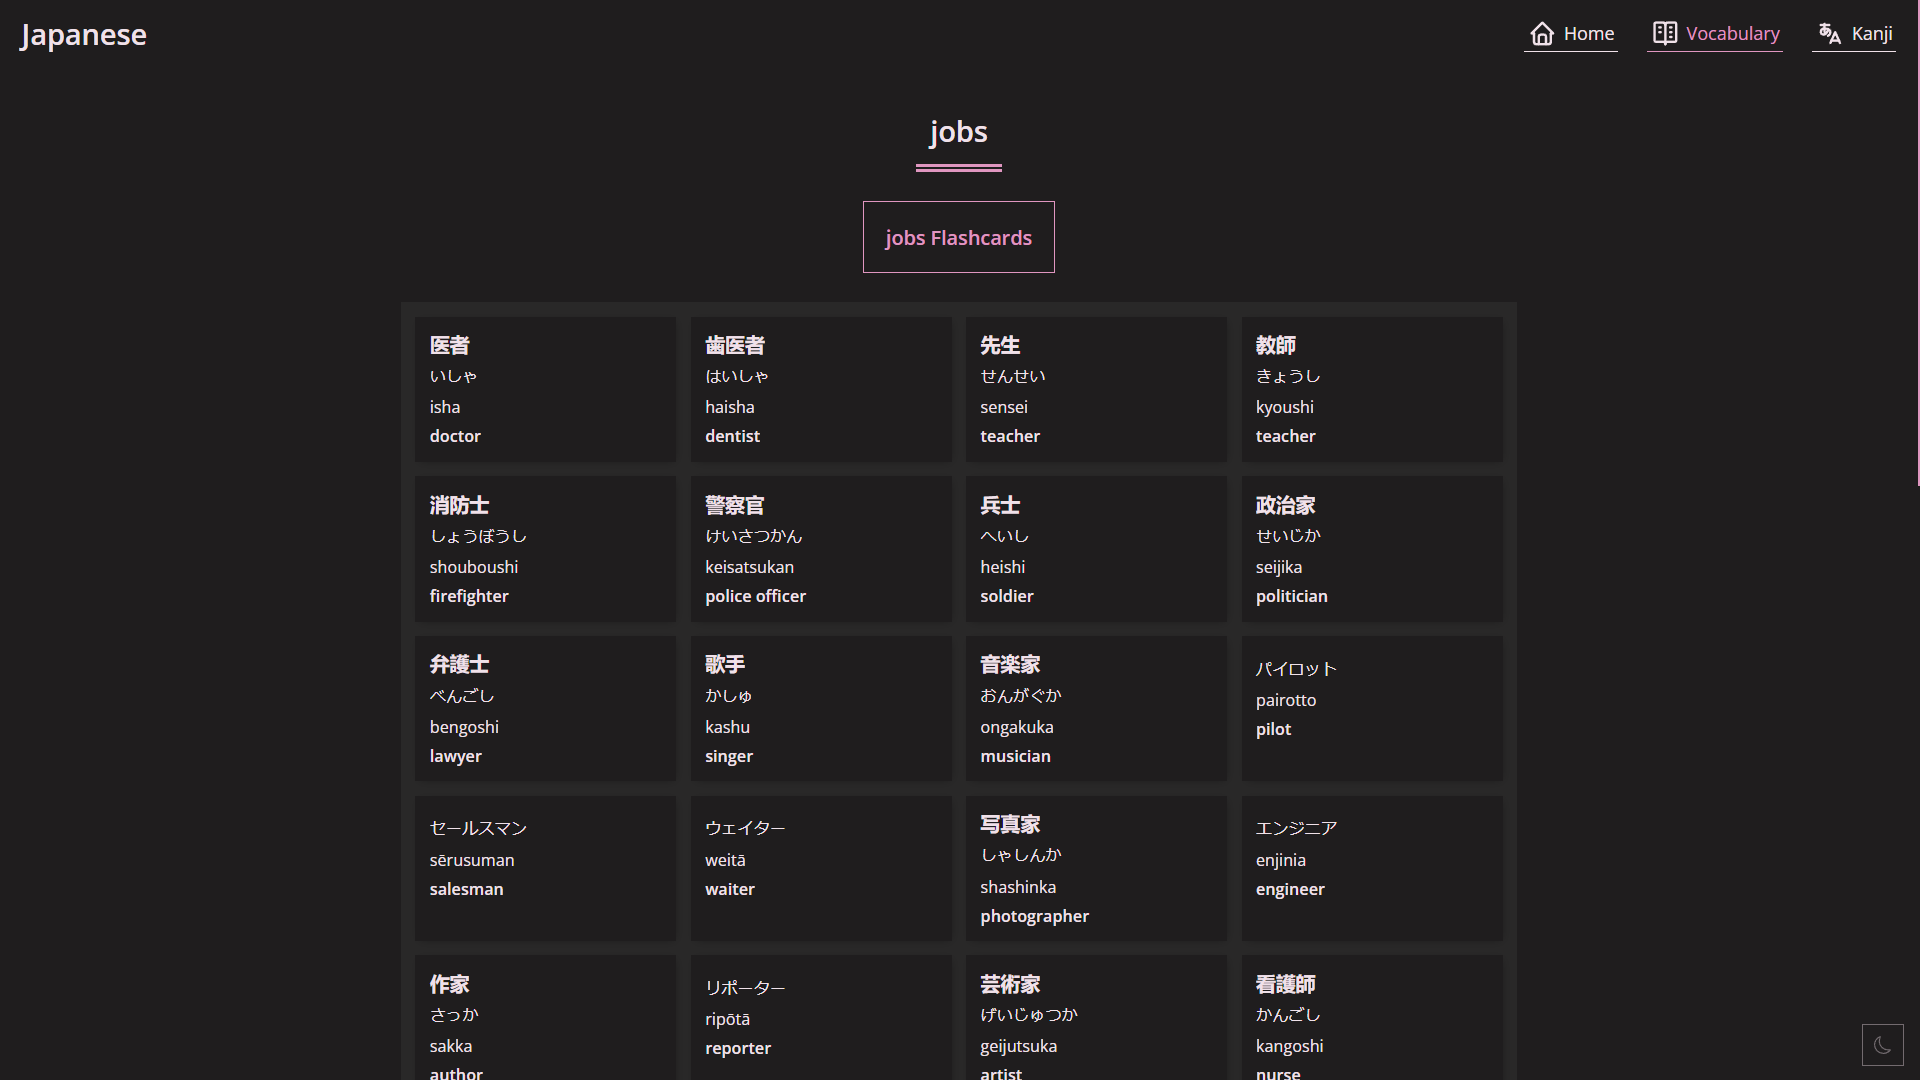 Japanese
Home
Vocabulary
Kanji
jobs
jobs Flashcards
医者
いしゃ
isha
doctor
歯医者
はいしゃ
haisha
dentist
先生
せんせい
sensei
teacher
教師
きょうし
kyoushi
teacher
消防士
しょうぼうし
shouboushi
firefighter
警察官
けいさつかん
keisatsukan
police officer
兵士
へいし
heishi
soldier
政治家
せいじか
seijika
politician
弁護士
べんごし
bengoshi
lawyer
歌手
かしゅ
kashu
singer
音楽家
おんがぐか
ongakuka
musician
パイロット
pairotto
pilot
セールスマン
sērusuman
salesman
ウェイター
weitā
waiter
写真家
しゃしんか
shashinka
photographer
エンジニア
enjinia
engineer
作家
さっか
sakka
author
リポーター
ripōtā
reporter
芸術家
げいじゅつか
geijutsuka
artist
看護師
かんごし
kangoshi
nurse